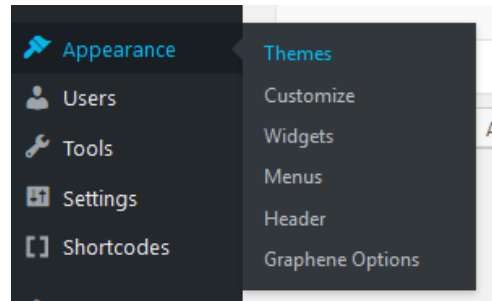 Appearance
Users
Tools
Settings
Shortcodes
Themes
Customize
Widgets
Menus
Header
Graphene Options